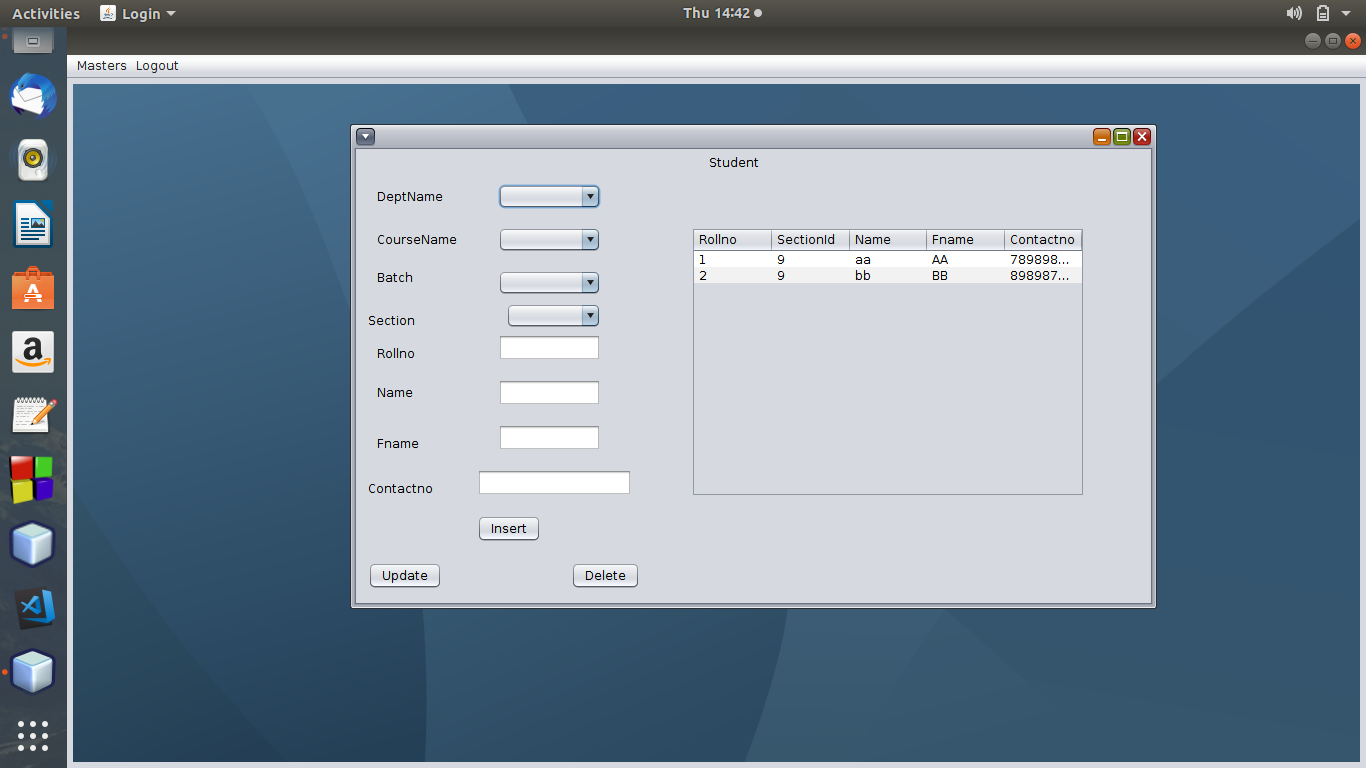 Activities Login Thu 14:42
Masters Logout
Student
DeptName
CourseName
Batch
Section
Rollno
Name
Fname
Contactno
Insert
Update Delete
Rollno SectionId Name Fname Contactno
1 9 aa AA 789898...
2 9 bb BB 898987...